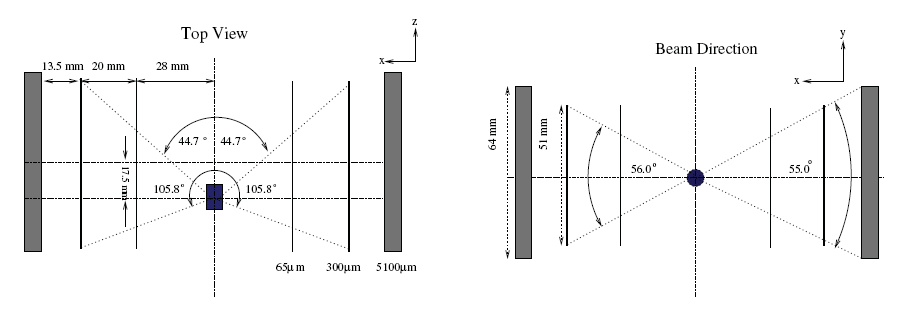 Top View
z
x
13.5 mm 20 mm 28 mm
44.7 ° 44.7°
17.5 mm
105.8° 105.8°
65μm 300μm 5100μm
Beam Direction
y
x
64 mm
51 mm
56.0°
55.0°